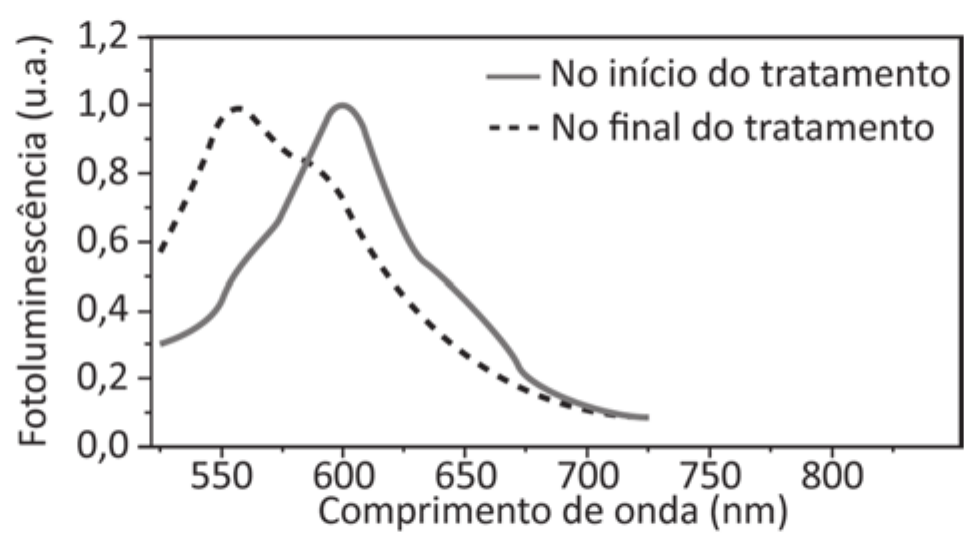 Fotoluminescência (u.a.)
1,2
1,0
0,8
0,6
0,4
0,2
0,0
No início do tratamento
No final do tratamento
550 600 650 700 750 800
Comprimento de onda (nm)